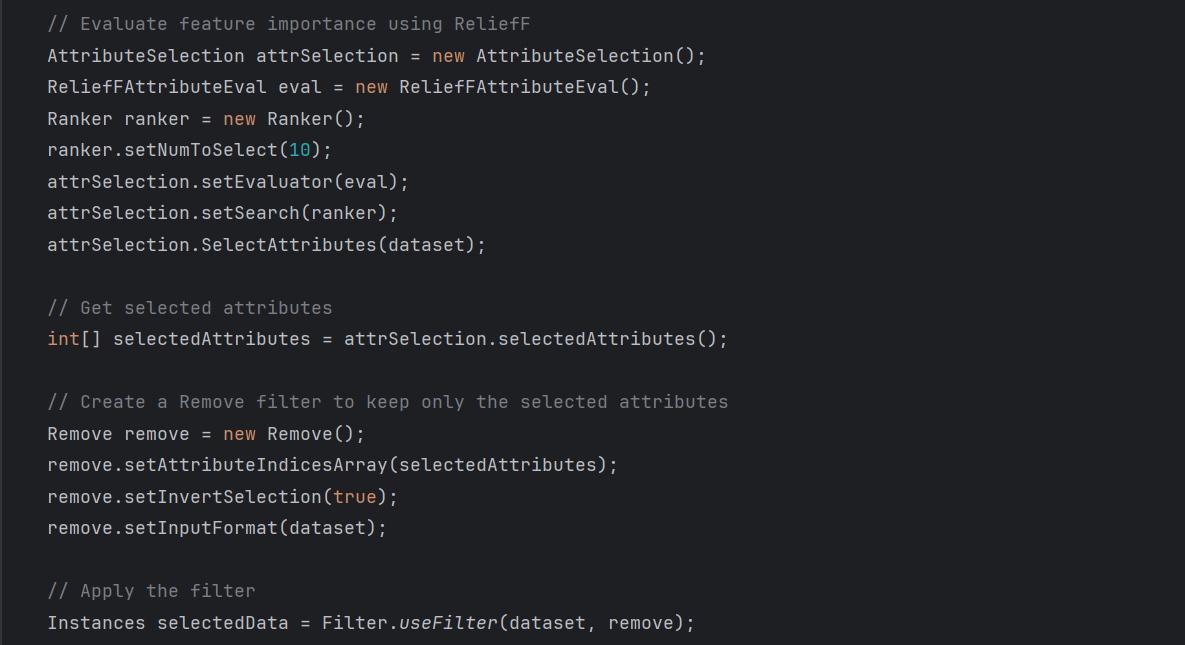 // Evaluate feature importance using ReliefF
AttributeSelection attrSelection = new AttributeSelection();
ReliefFAttributeEval eval = new ReliefFAttributeEval();
Ranker ranker = new Ranker();
ranker.setNumToSelect(10);
attrSelection.setEvaluator(eval);
attrSelection.setSearch(ranker);
attrSelection.SelectAttributes(dataset);
// Get selected attributes
int[] selectedAttributes = attrSelection.selectedAttributes();
// Create a Remove filter to keep only the selected attributes
Remove remove = new Remove();
remove.setAttributeIndicesArray(selectedAttributes);
remove.setInvertSelection(true);
remove.setInputFormat(dataset);
// Apply the filter
Instances selectedData = Filter.useFilter(dataset, remove);